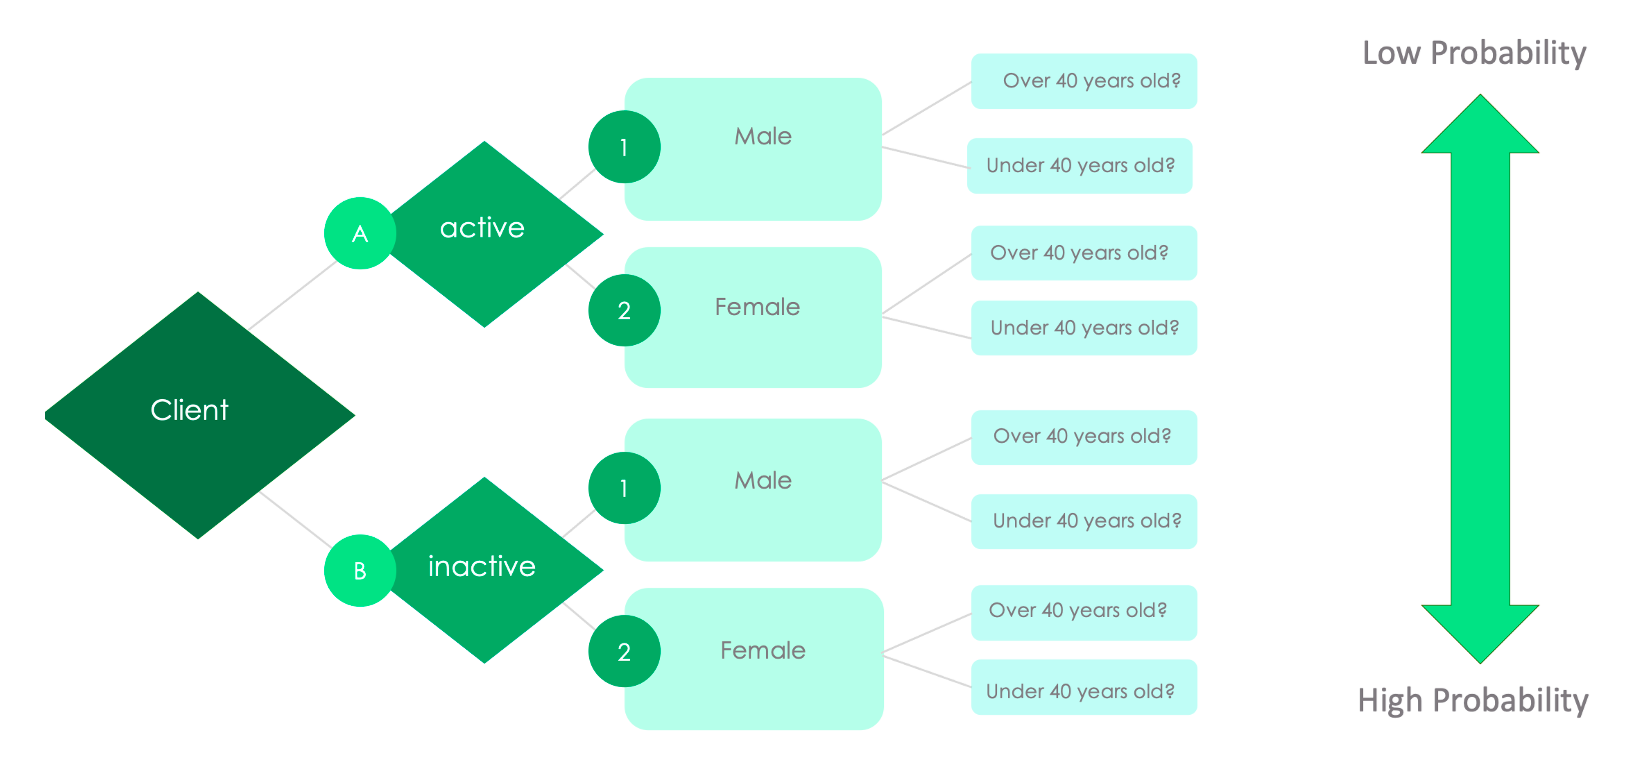 Client
A
active
1
Male
Over 40 years old?
Under 40 years old?
2
Female
Over 40 years old?
Under 40 years old?
B
inactive
1
Male
Over 40 years old?
Under 40 years old?
2
Female
Over 40 years old?
Under 40 years old?
Low Probability
High Probability